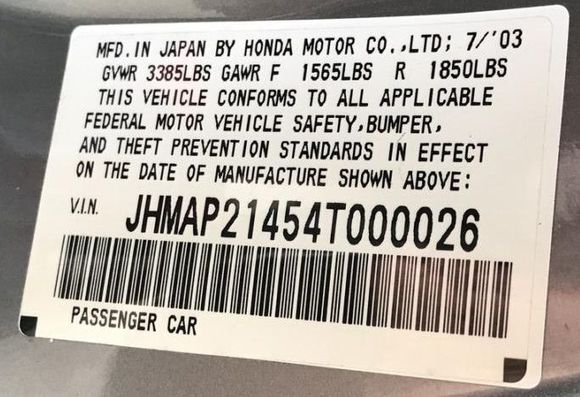 MFD. IN JAPAN BY HONDA MOTOR CO.,LTD; 7/'03
GVWR 3385LBS GAWR F 1565LBS R 1850LBS
THIS VEHICLE CONFORMS TO ALL APPLICABLE
FEDERAL MOTOR VEHICLE SAFETY,BUMPER,
AND THEFT PREVENTION STANDARDS IN EFFECT
ON THE DATE OF MANUFACTURE SHOWN ABOVE:
V.I.N. JHMAP21454T000026
PASSENGER CAR